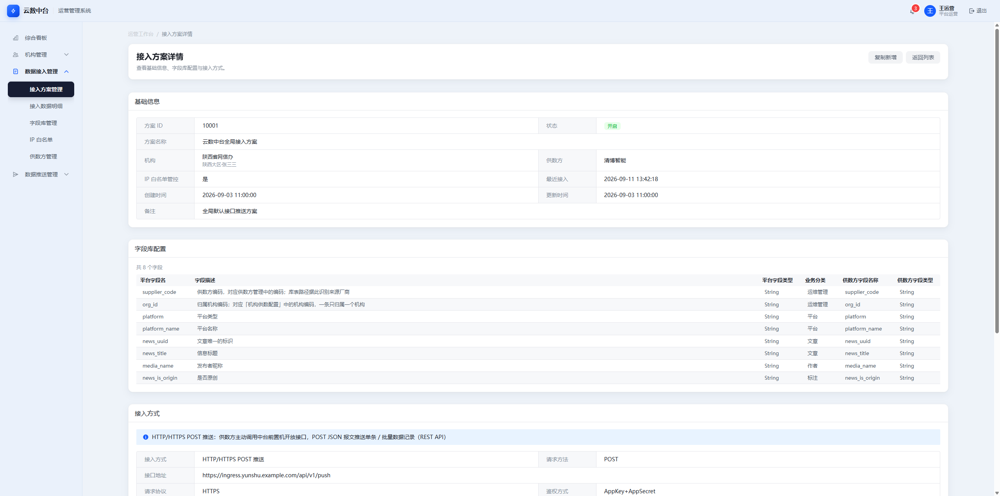 云数中台 运营管理系统 3 王 王运营 退出
平台运营
综合看板
机构管理
数据接入管理
接入方案管理
接入数据明细
字段库管理
IP 白名单
供数方管理
数据推送管理
运营工作台 / 接入方案详情
接入方案详情
查看基础信息、字段库配置与接入方式。
复制新增 返回列表
基础信息
方案 ID 10001 状态 开启
方案名称 云数中台全局接入方案
机构 陕西省网信办 供数方 清博智能
陕西大区·张三三
IP 白名单管控 是 最近接入 2026-09-11 13:42:18
创建时间 2026-09-03 11:00:00 更新时间 2026-09-03 11:00:00
备注 全局默认接口推送方案
字段库配置
共 8 个字段
平台字段名 字段描述 平台字段类型 业务分类 供数方字段名称 供数方字段类型
supplier_code 供数方编码，对应供数方管理中的编码；库表路径据此识别来源厂商 String 运维管理 supplier_code String
org_id 归属机构编码；对应「机构供数配置」中的机构编码，一条只归属一个机构 String 运维管理 org_id String
platform 平台类型 String 平台 platform String
platform_name 平台名称 String 平台 platform_name String
news_uuid 文章唯一的标识 String 文章 news_uuid String
news_title 信息标题 String 文章 news_title String
media_name 发布者昵称 String 作者 media_name String
news_is_origin 是否原创 String 标注 news_is_origin String
接入方式
HTTP/HTTPS POST 推送：供数方主动调用中台前置机开放接口，POST JSON 报文推送单条 / 批量数据记录（REST API）
接入方式 HTTP/HTTPS POST 推送 请求方法 POST
接口地址 https://ingress.yunshu.example.com/api/v1/push
请求协议 HTTPS 鉴权方式 AppKey+AppSecret